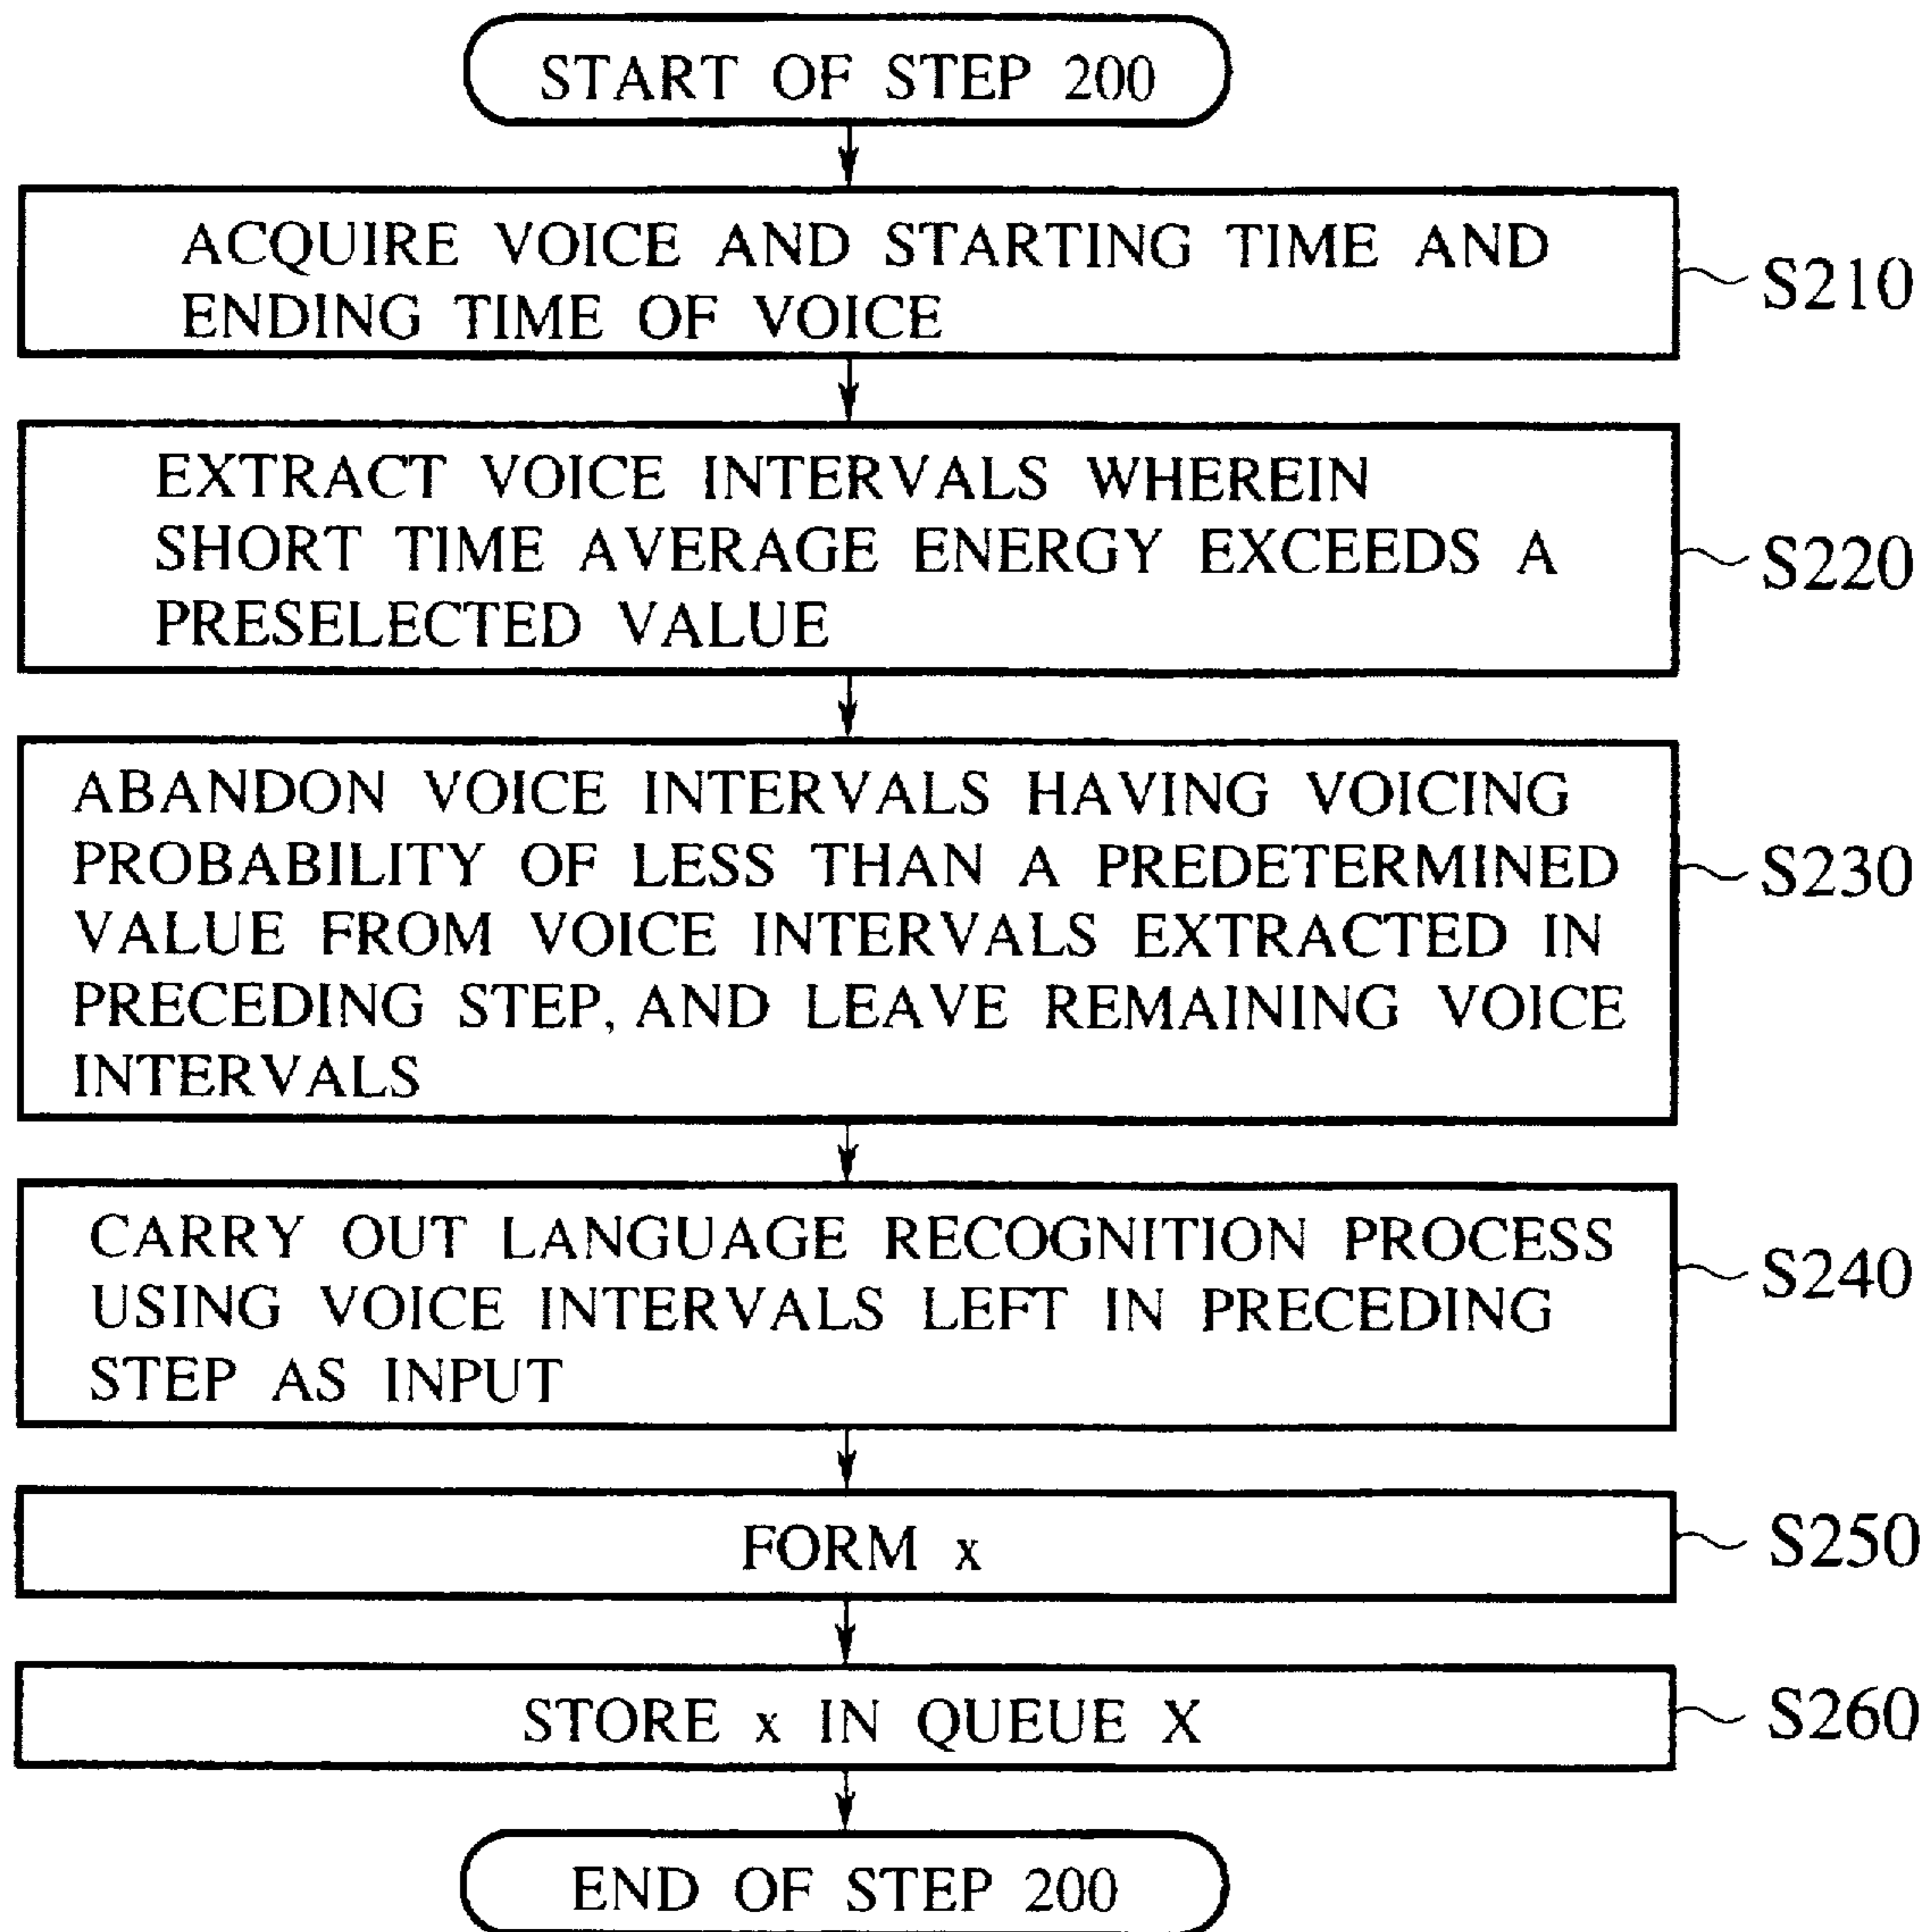 START OF STEP 200
ACQUIRE VOICE AND STARTING TIME AND
ENDING TIME OF VOICE
S210
EXTRACT VOICE INTERVALS WHEREIN
SHORT TIME AVERAGE ENERGY EXCEEDS A
PRESELECTED VALUE
S220
ABANDON VOICE INTERVALS HAVING VOICING
PROBABILITY OF LESS THAN A PREDETERMINED
VALUE FROM VOICE INTERVALS EXTRACTED IN
PRECEDING STEP, AND LEAVE REMAINING VOICE
INTERVALS
S230
CARRY OUT LANGUAGE RECOGNITION PROCESS
USING VOICE INTERVALS LEFT IN PRECEDING
STEP AS INPUT
S240
FORM x
S250
STORE x IN QUEUE X
S260
END OF STEP 200